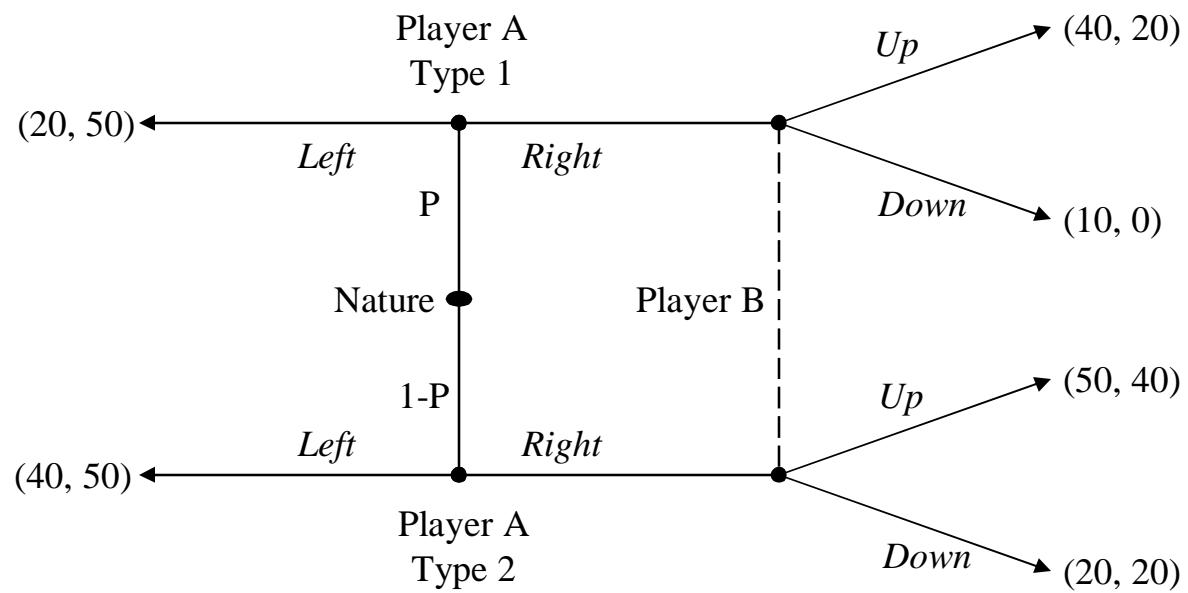 Player A
Type 1
Up
(40, 20)
(20, 50)
Left
Right
Down
(10, 0)
P
Nature
Player B
1-P
Up
(50, 40)
Left
Right
(40, 50)
Player A
Type 2
Down
(20, 20)